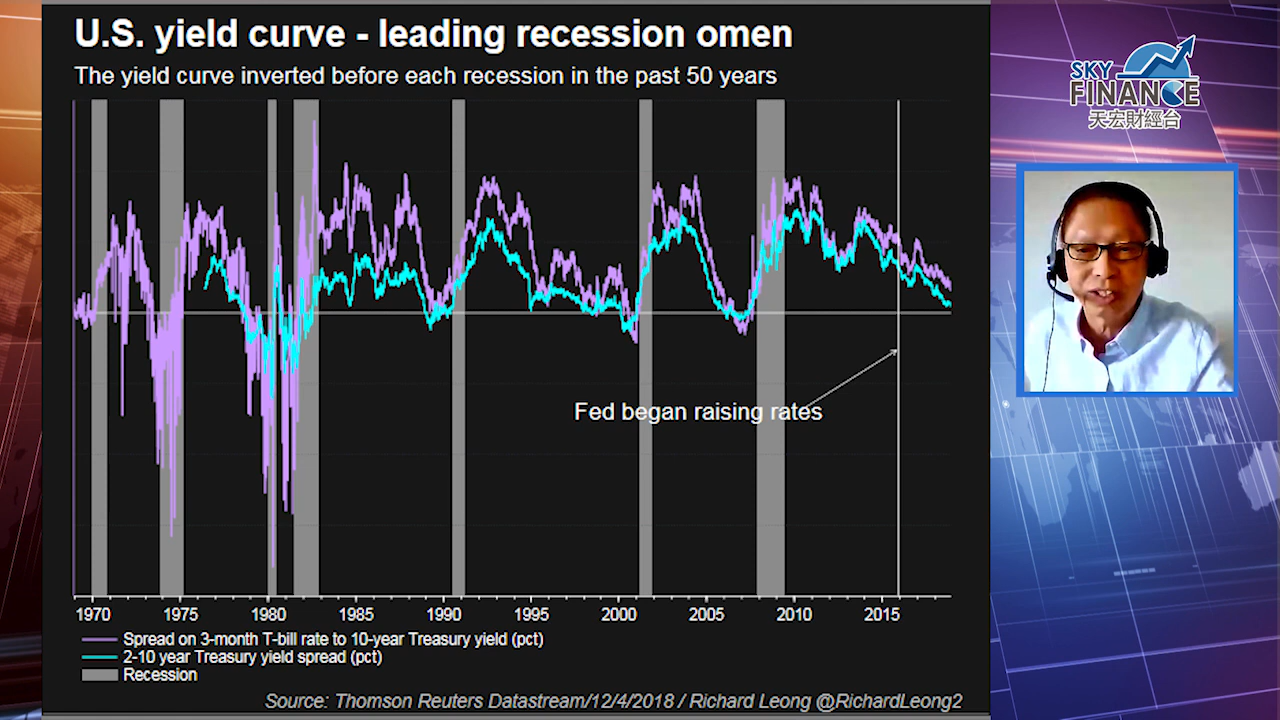 U.S. yield curve - leading recession omen
The yield curve inverted before each recession in the past 50 years
Fed began raising rates
1970 1975 1980 1985 1990 1995 2000 2005 2010 2015
Spread on 3-month T-bill rate to 10-year Treasury yield (pct)
2-10 year Treasury yield spread (pct)
Recession
Source: Thomson Reuters Datastream/12/4/2018 / Richard Leong @RichardLeong2
SKY
FINANCE
天宏財經台